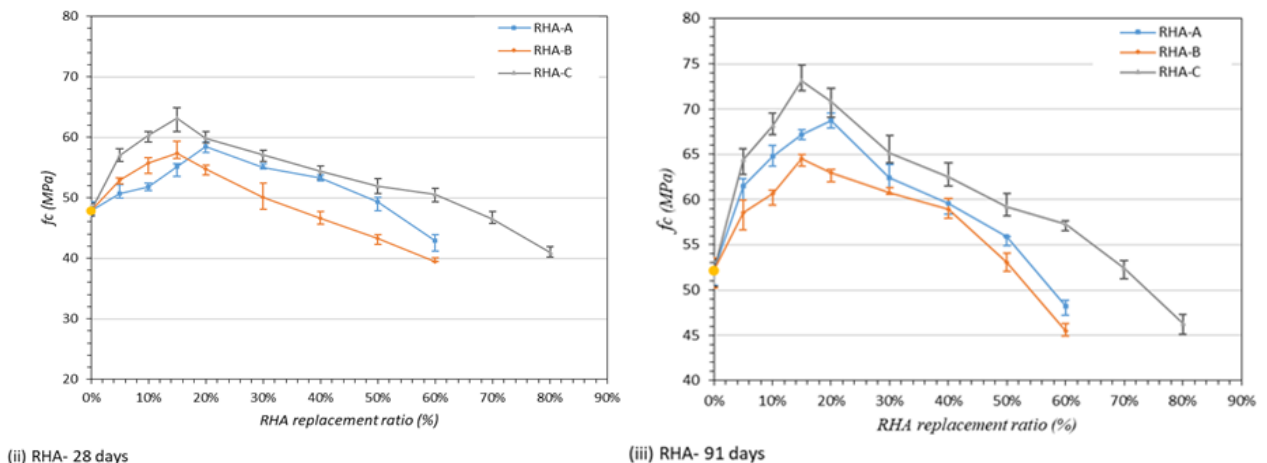 80
70
60
50
40
30
20
fc (MPa)
0% 10% 20% 30% 40% 50% 60% 70% 80% 90%
RHA replacement ratio (%)
RHA-A
RHA-B
RHA-C
(ii) RHA- 28 days
80
75
70
65
60
55
50
45
40
fc (MPa)
0% 10% 20% 30% 40% 50% 60% 70% 80% 90%
RHA replacement ratio (%)
RHA-A
RHA-B
RHA-C
(iii) RHA- 91 days